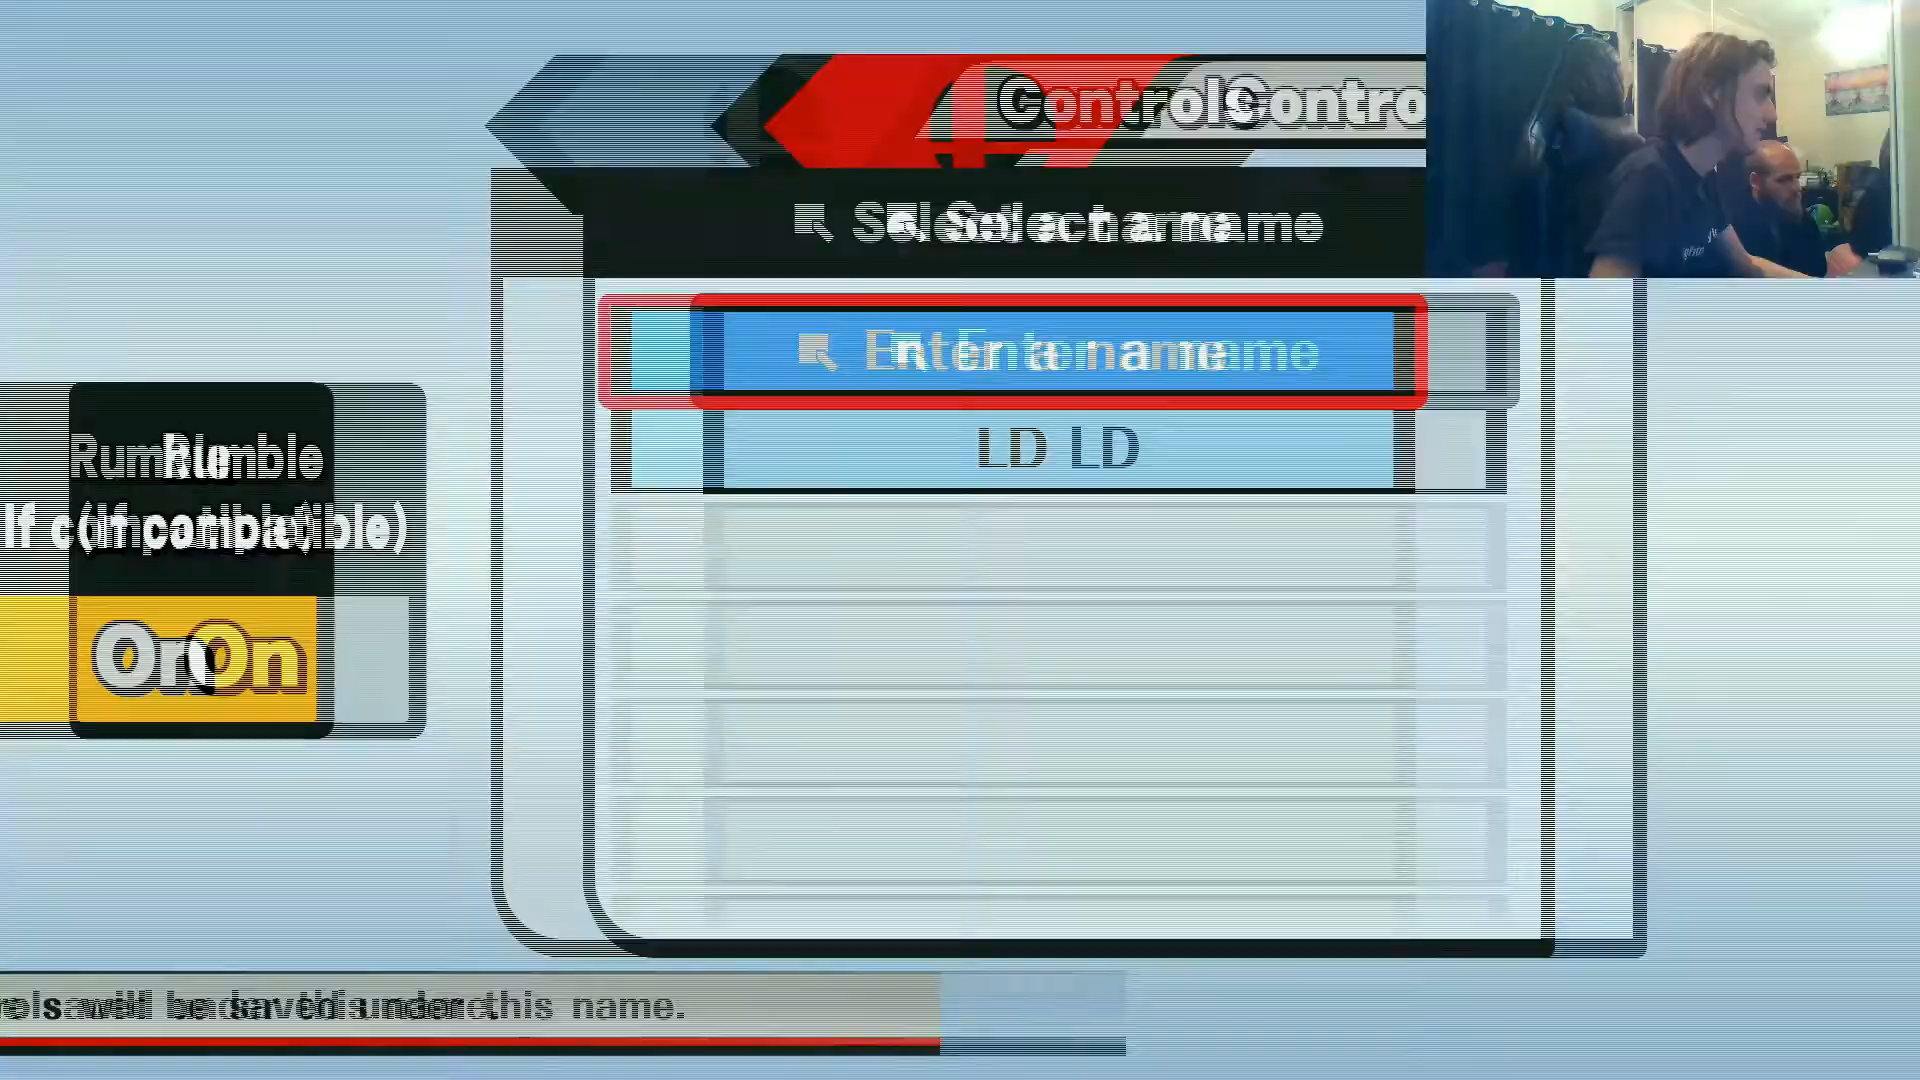 Controls
Select a name
Enter a name
LD
Rumble
(If compatible)
On
will be saved under this name.